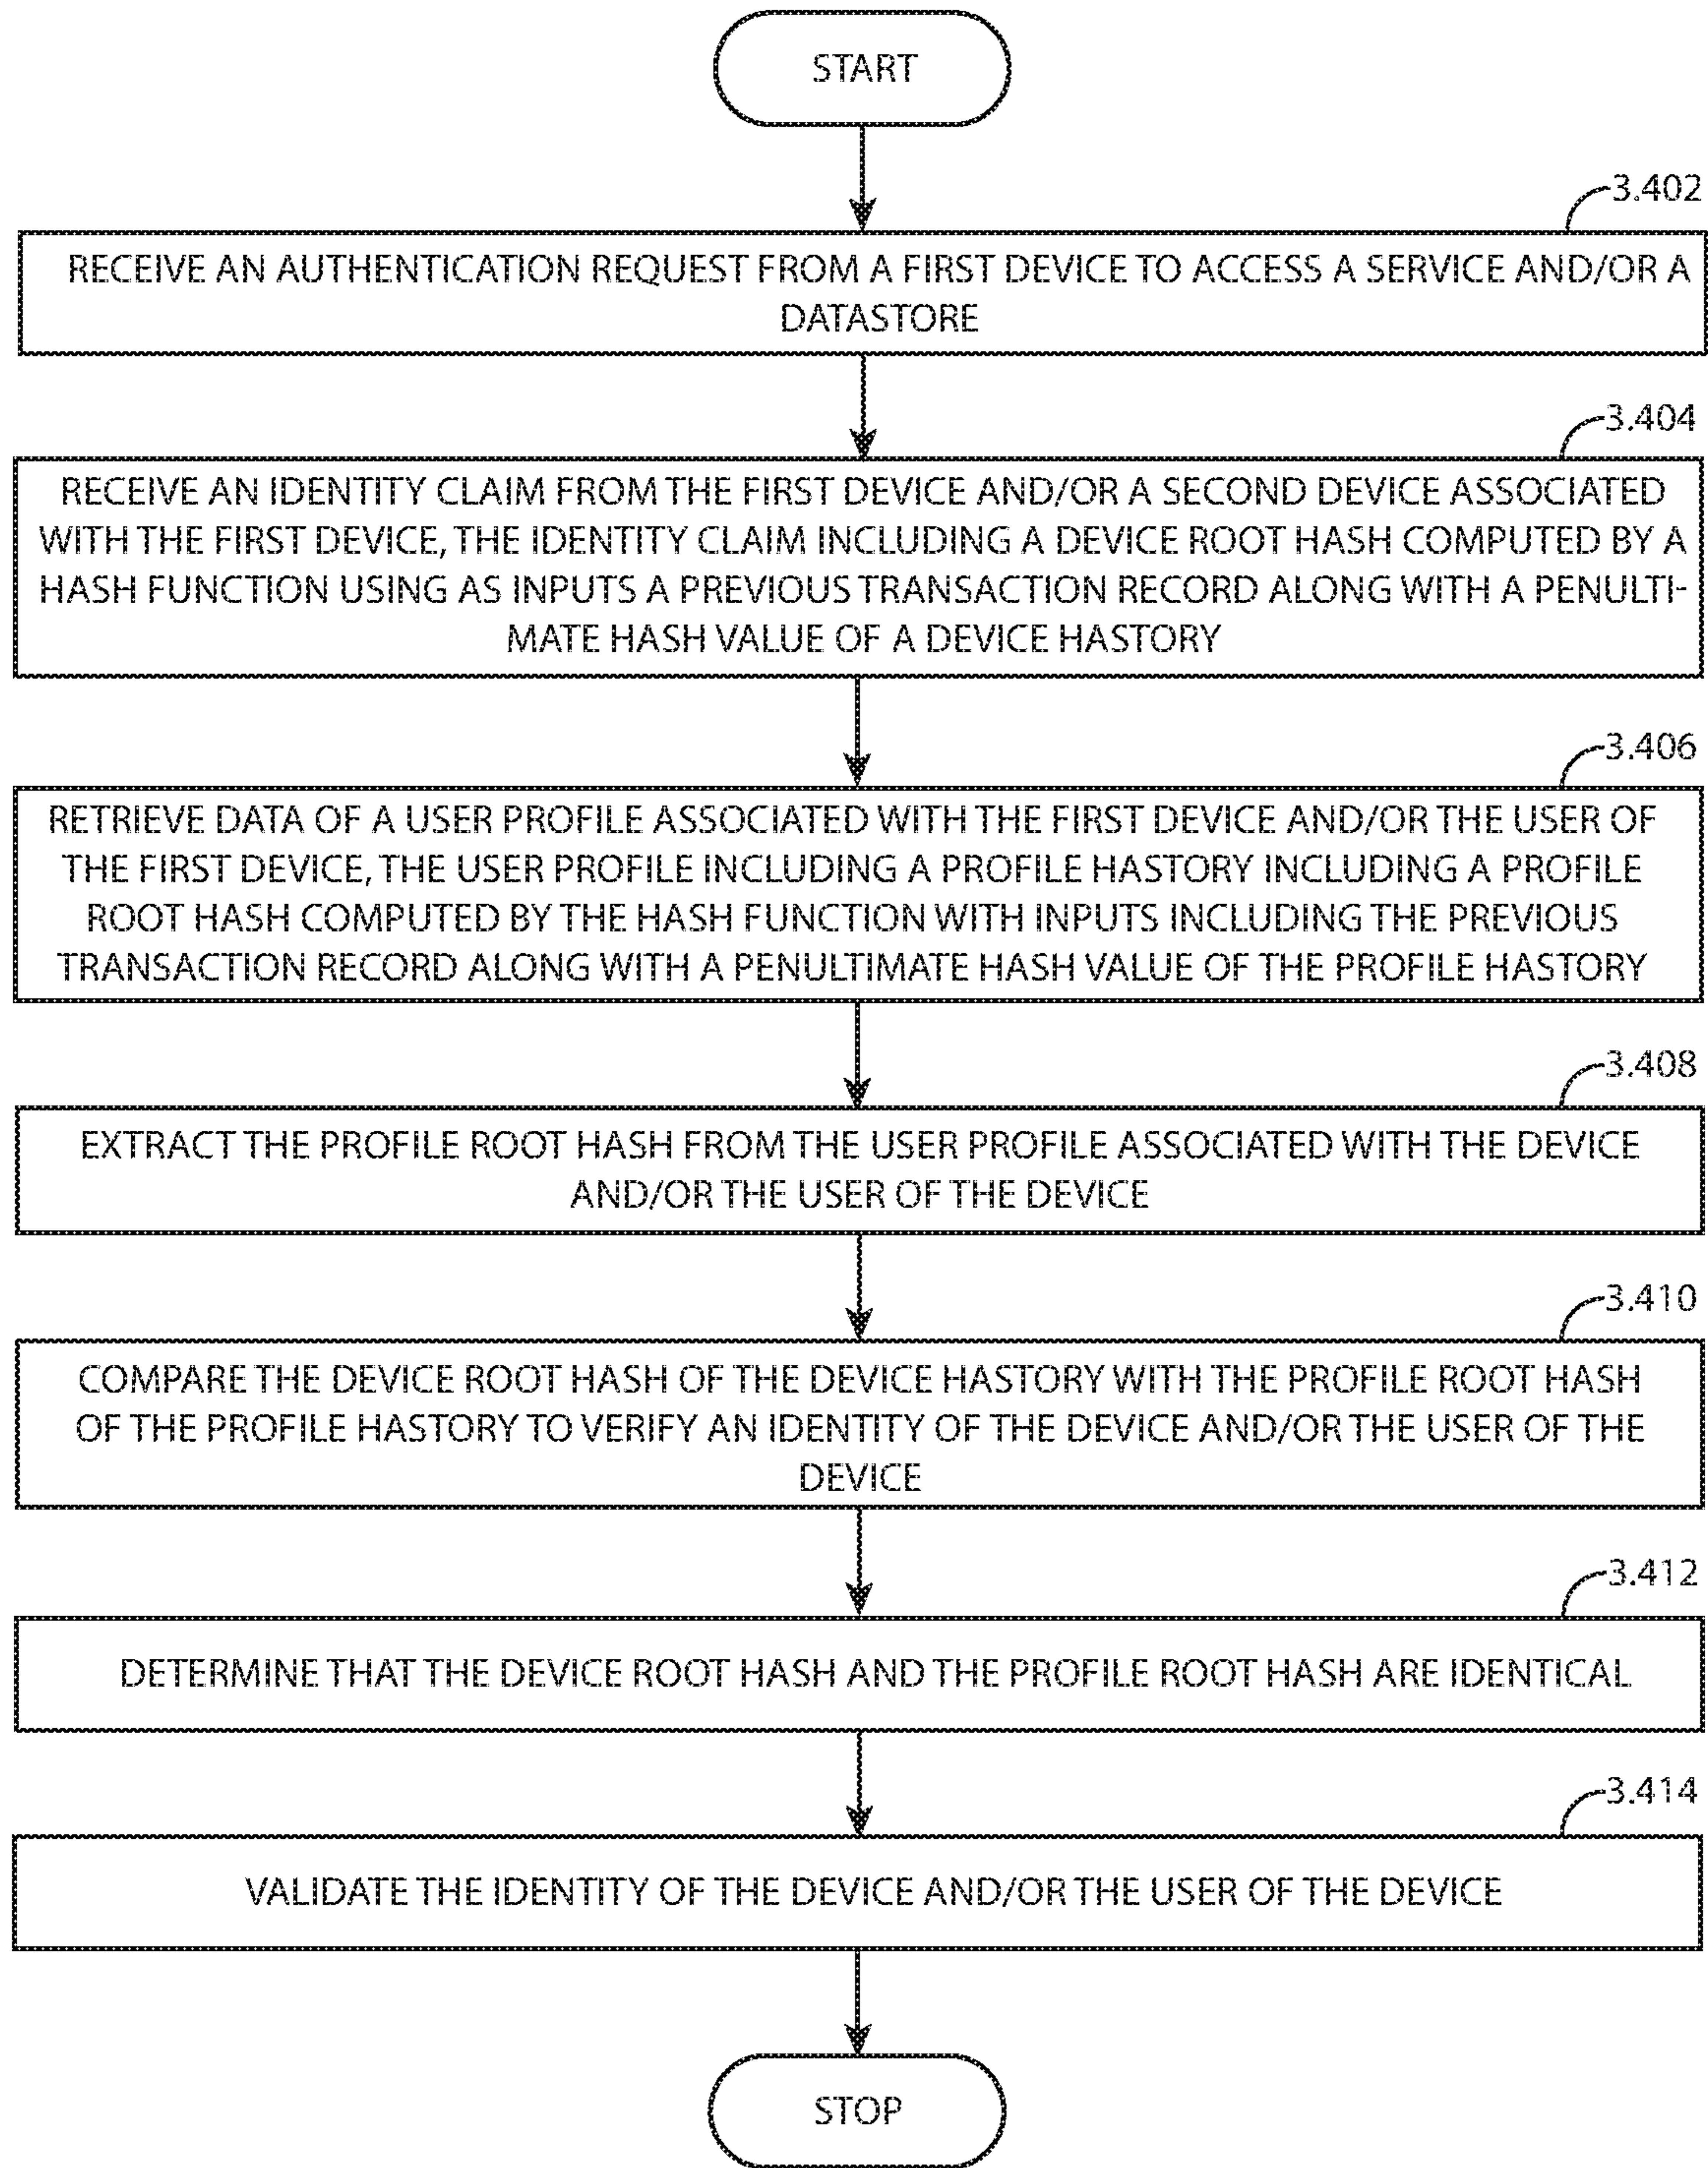 START
3.402
RECEIVE AN AUTHENTICATION REQUEST FROM A FIRST DEVICE TO ACCESS A SERVICE AND/OR A
DATASTORE
3.404
RECEIVE AN IDENTITY CLAIM FROM THE FIRST DEVICE AND/OR A SECOND DEVICE ASSOCIATED
WITH THE FIRST DEVICE, THE IDENTITY CLAIM INCLUDING A DEVICE ROOT HASH COMPUTED BY A
HASH FUNCTION USING AS INPUTS A PREVIOUS TRANSACTION RECORD ALONG WITH A PENULTI-
MATE HASH VALUE OF A DEVICE HASTORY
3.406
RETRIEVE DATA OF A USER PROFILE ASSOCIATED WITH THE FIRST DEVICE AND/OR THE USER OF
THE FIRST DEVICE, THE USER PROFILE INCLUDING A PROFILE HASTORY INCLUDING A PROFILE
ROOT HASH COMPUTED BY THE HASH FUNCTION WITH INPUTS INCLUDING THE PREVIOUS
TRANSACTION RECORD ALONG WITH A PENULTIMATE HASH VALUE OF THE PROFILE HASTORY
3.408
EXTRACT THE PROFILE ROOT HASH FROM THE USER PROFILE ASSOCIATED WITH THE DEVICE
AND/OR THE USER OF THE DEVICE
3.410
COMPARE THE DEVICE ROOT HASH OF THE DEVICE HASTORY WITH THE PROFILE ROOT HASH
OF THE PROFILE HASTORY TO VERIFY AN IDENTITY OF THE DEVICE AND/OR THE USER OF THE
DEVICE
3.412
DETERMINE THAT THE DEVICE ROOT HASH AND THE PROFILE ROOT HASH ARE IDENTICAL
3.414
VALIDATE THE IDENTITY OF THE DEVICE AND/OR THE USER OF THE DEVICE
STOP